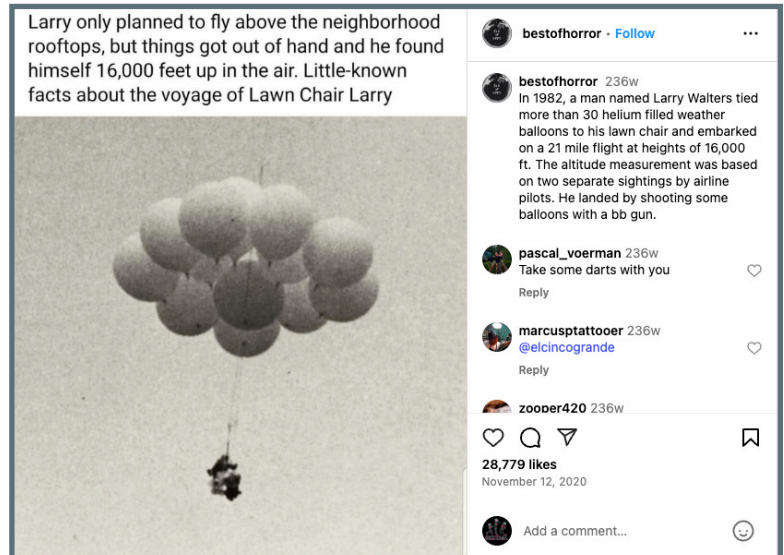 Larry only planned to fly above the neighborhood
rooftops, but things got out of hand and he found
himself 16,000 feet up in the air. Little-known
facts about the voyage of Lawn Chair Larry
bestofhorror • Follow
bestofhorror 236w
In 1982, a man named Larry Walters tied
more than 30 helium filled weather
balloons to his lawn chair and embarked
on a 21 mile flight at heights of 16,000
ft. The altitude measurement was based
on two separate sightings by airline
pilots. He landed by shooting some
balloons with a bb gun.
pascal_voerman 236w
Take some darts with you
Reply
marcusptattooer 236w
@elcincogrande
Reply
zooper420 236w
28,779 likes
November 12, 2020
Add a comment...